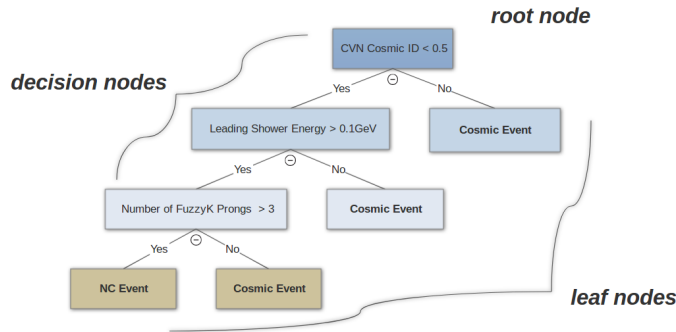 root node
CVN Cosmic ID < 0.5
decision nodes
Yes
No
Leading Shower Energy > 0.1GeV
Cosmic Event
Yes
No
Number of FuzzyK Prongs > 3
Cosmic Event
Yes
No
NC Event
Cosmic Event
leaf nodes